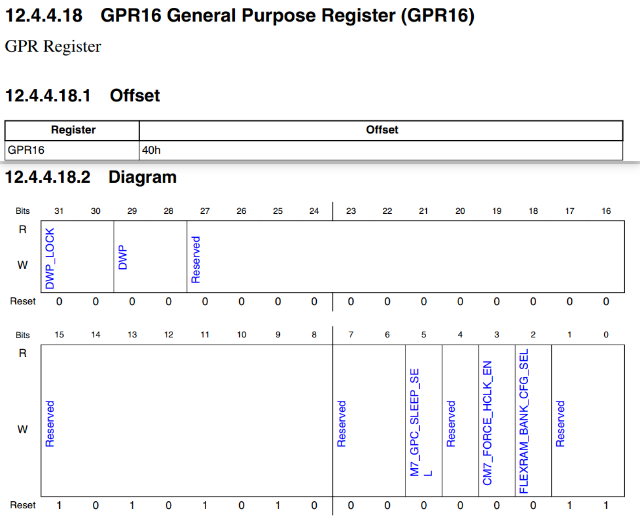 12.4.4.18 GPR16 General Purpose Register (GPR16)
GPR Register
12.4.4.18.1 Offset
Register Offset
GPR16 40h
12.4.4.18.2 Diagram
Bits 31 30 29 28 27 26 25 24 23 22 21 20 19 18 17 16
R
W
DWP_LOCK DWP Reserved
Reset 0 0 0 0 0 0 0 0 0 0 0 0 0 0 0 0
Bits 15 14 13 12 11 10 9 8 7 6 5 4 3 2 1 0
R
W
Reserved Reserved M7_GPC_SLEEP_SE
L Reserved CM7_FORCE_HCLK_EN FLEXRAM_BANK_CFG_SEL Reserved
Reset 1 0 1 0 1 0 1 0 0 0 0 0 0 0 1 1